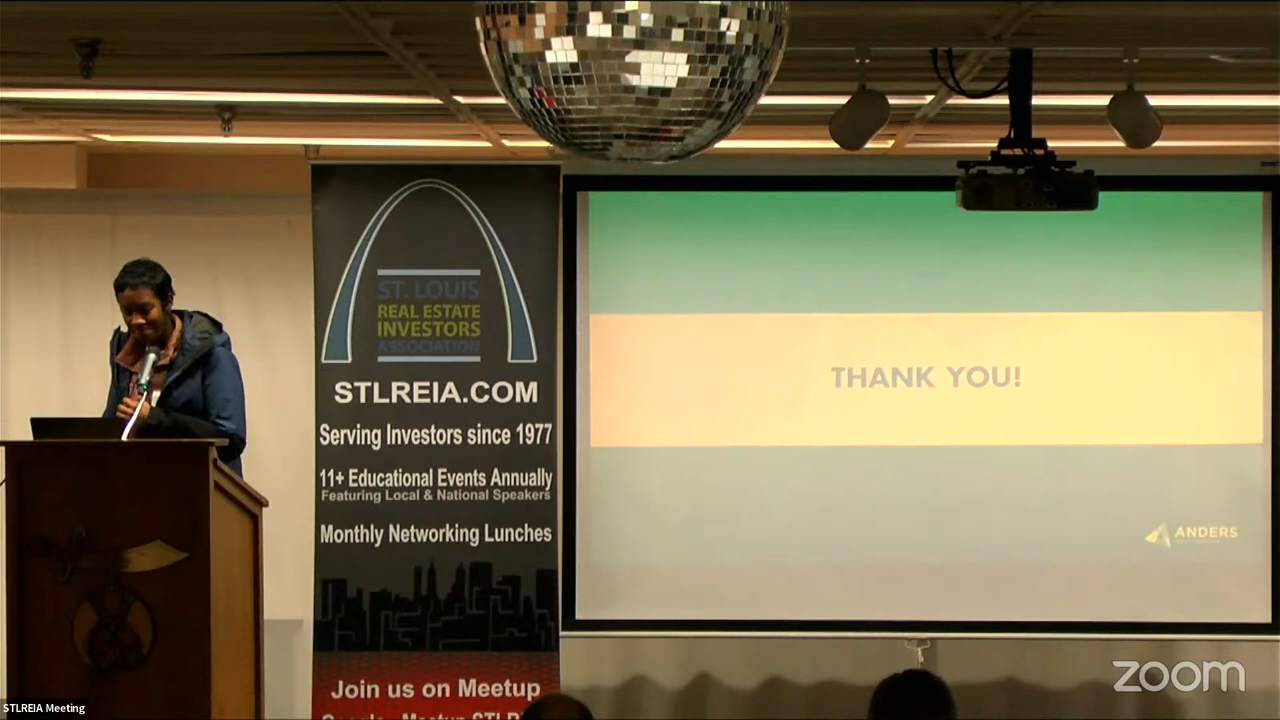 ST. LOUIS
REAL ESTATE
INVESTORS
ASSOCIATION
STLREIA.COM
Serving Investors since 1977
11+ Educational Events Annually
Featuring Local & National Speakers
Monthly Networking Lunches
Join us on Meetup
THANK YOU!
ANDERS
zoom
STLREIA Meeting